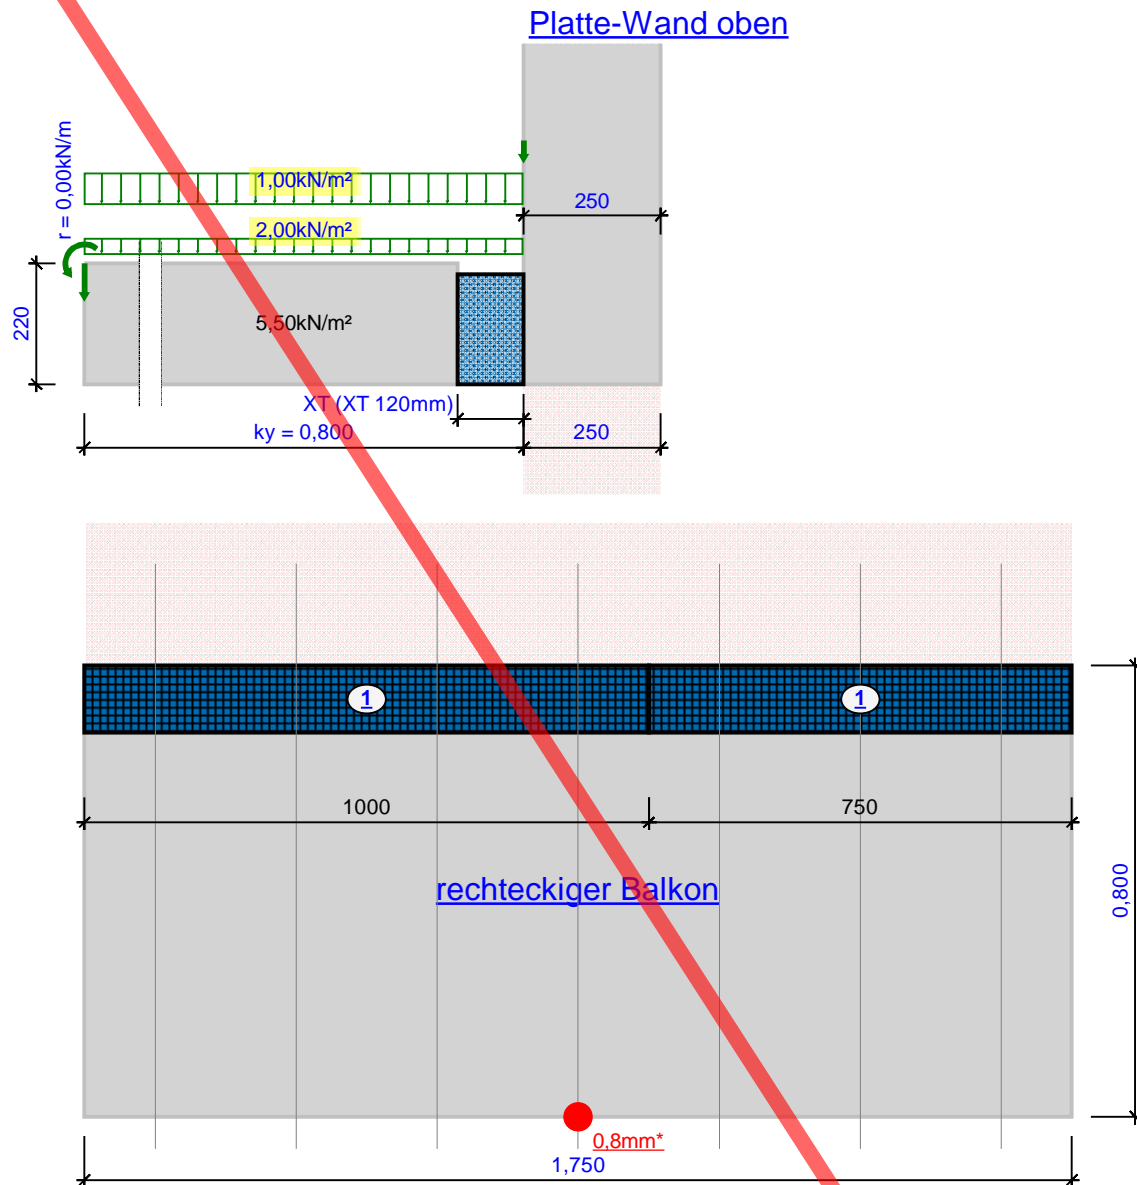 Platte-Wand oben
r = 0,00kN/m
1,00kN/m²
250
2,00kN/m²
220
5,50kN/m²
XT (XT 120mm)
ky = 0,800
250
1
1
1000
750
rechteckiger Balkon
0,800
0,8mm*
1,750